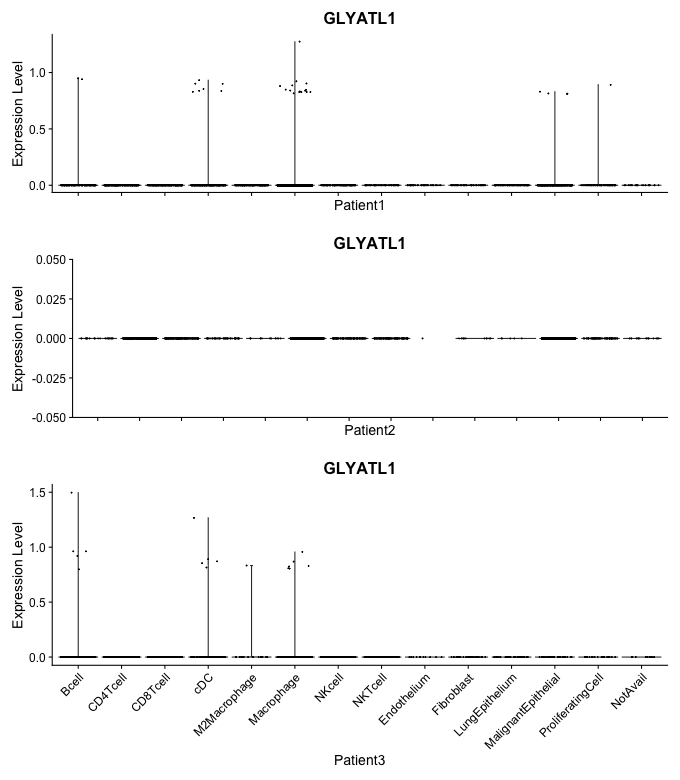 GLYATL1
Expression Level
1.0
0.5
0.0
Patient1
GLYATL1
Expression Level
0.050
0.025
0.000
-0.025
-0.050
Patient2
GLYATL1
Expression Level
1.5
1.0
0.5
0.0
Bcell
CD4Tcell
CD8Tcell
cDC
M2Macrophage
Macrophage
NKcell
NKTcell
Endothelium
Fibroblast
LungEpithelium
MalignantEpithelial
ProliferatingCell
NotAvail
Patient3